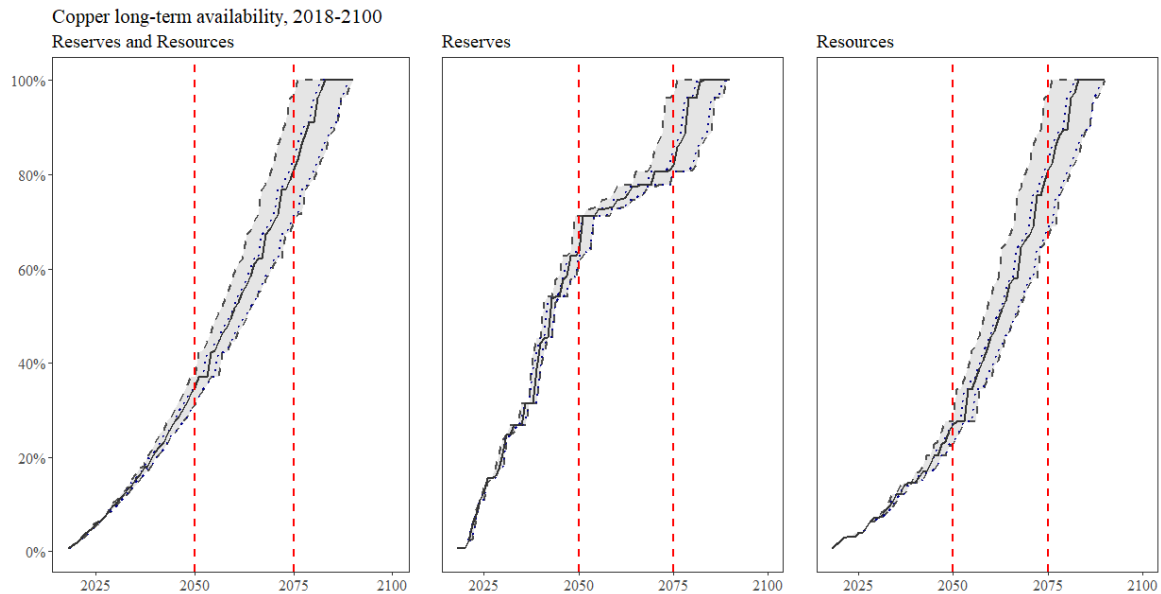 Copper long-term availability, 2018-2100
Reserves and Resources
Reserves
Resources
100%
80%
60%
40%
20%
0%
2025 2050 2075 2100
2025 2050 2075 2100
2025 2050 2075 2100